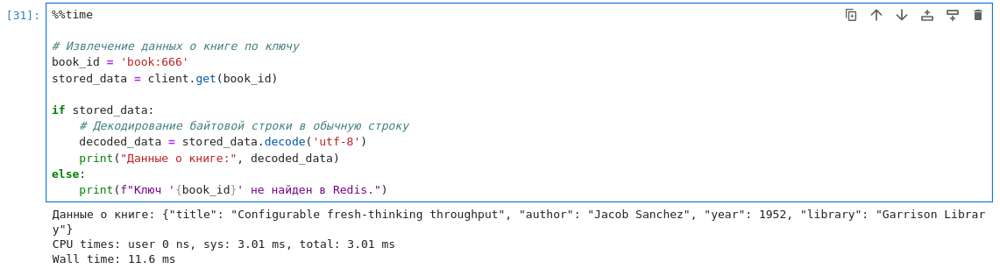 [31]: %%time
# Извлечение данных о книге по ключу
book_id = 'book:666'
stored_data = client.get(book_id)
if stored_data:
    # Декодирование байтовой строки в обычную строку
    decoded_data = stored_data.decode('utf-8')
    print("Данные о книге:", decoded_data)
else:
    print(f"Ключ '{book_id}' не найден в Redis.")
Данные о книге: {"title": "Configurable fresh-thinking throughput", "author": "Jacob Sanchez", "year": 1952, "library": "Garrison Librar
y"}
CPU times: user 0 ns, sys: 3.01 ms, total: 3.01 ms
Wall time: 11.6 ms